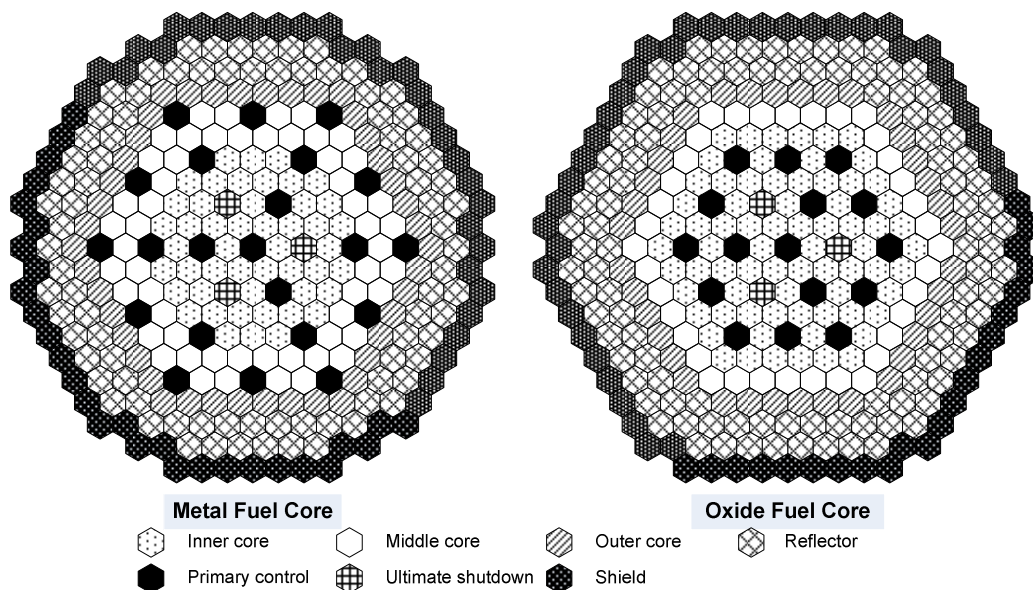 Metal Fuel Core
Oxide Fuel Core
Inner core
Middle core
Outer core
Reflector
Primary control
Ultimate shutdown
Shield